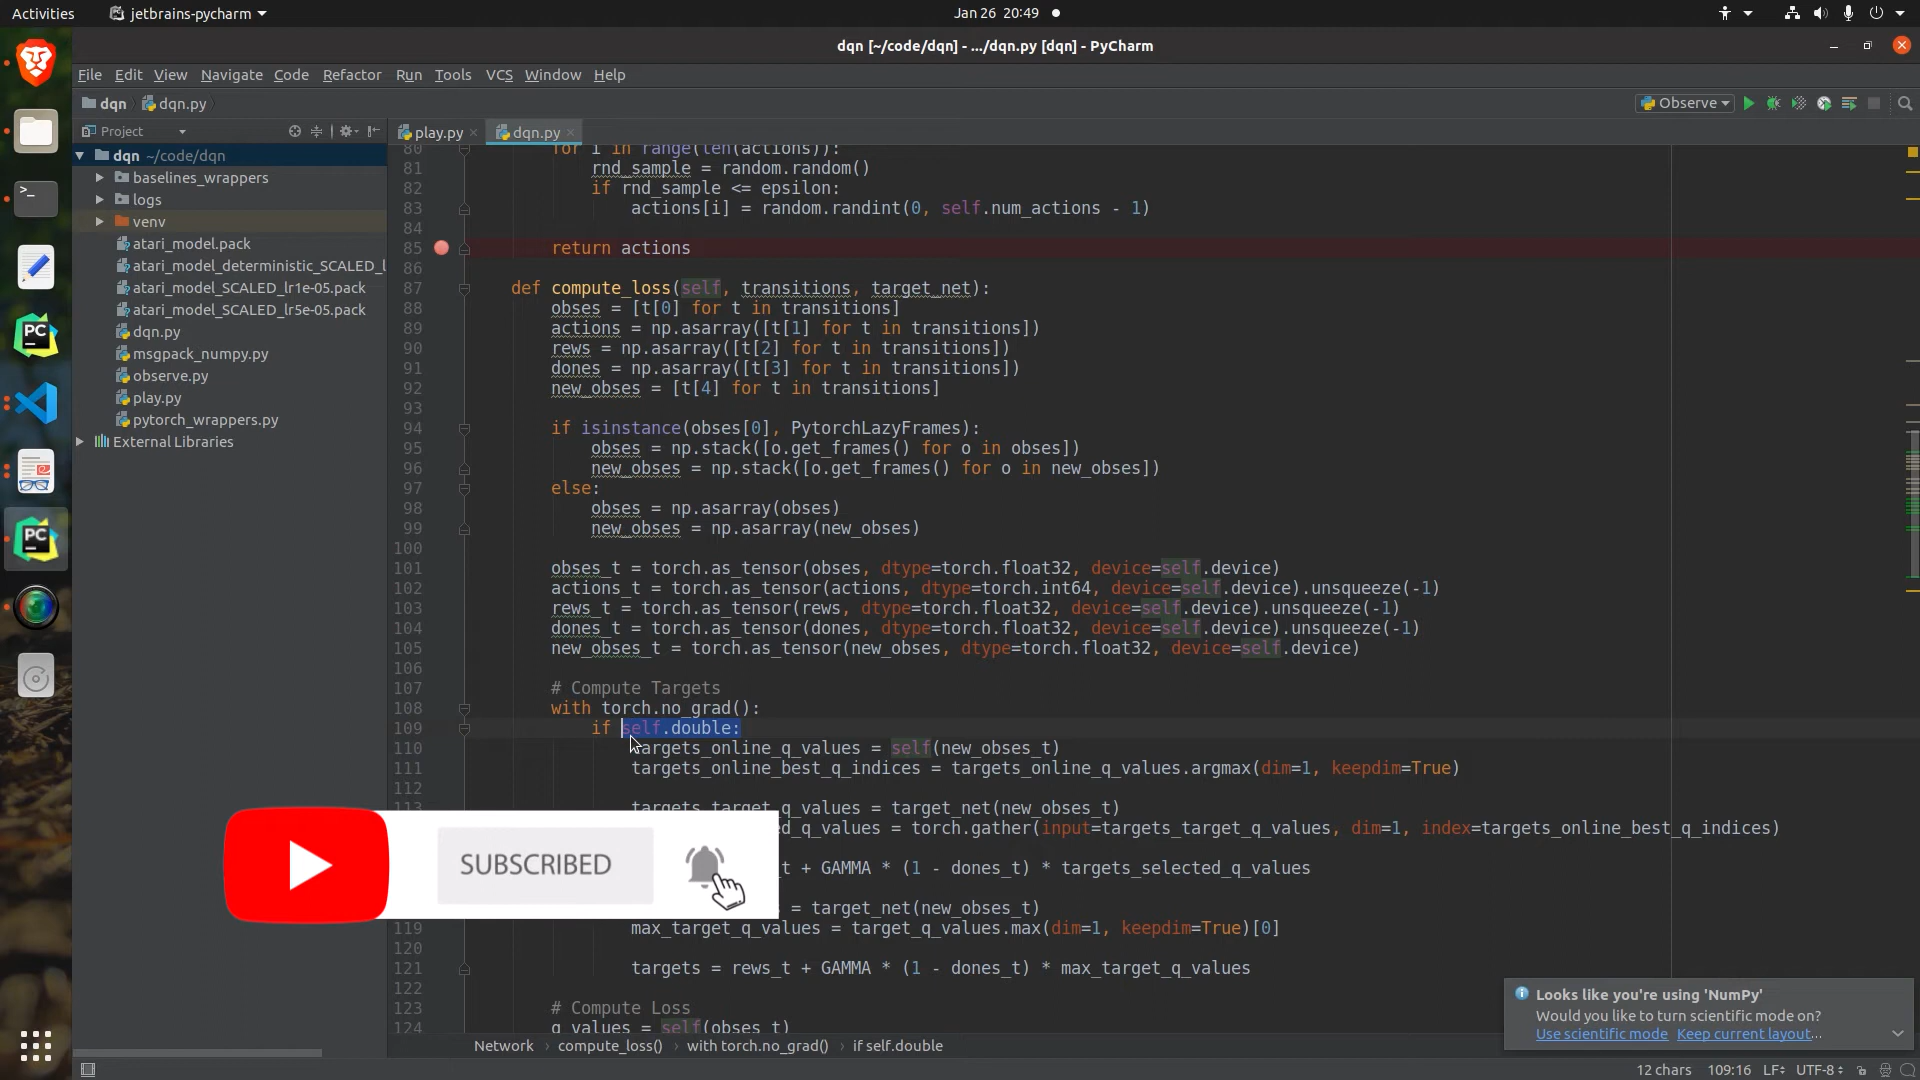 Activities
jetbrains-pycharm
Jan 26 20:49
dqn [~/code/dqn] - .../dqn.py [dqn] - PyCharm
File Edit View Navigate Code Refactor Run Tools VCS Window Help
dqn dqn.py
Observe
Project
play.py
dqn.py
dqn ~/code/dqn
baselines_wrappers
logs
venv
atari_model.pack
atari_model_deterministic_SCALED_l
atari_model_SCALED_lr1e-05.pack
atari_model_SCALED_lr5e-05.pack
dqn.py
msgpack_numpy.py
observe.py
play.py
pytorch_wrappers.py
External Libraries
80 for i in range(len(actions)):
81 rnd_sample = random.random()
82 if rnd_sample <= epsilon:
83 actions[i] = random.randint(0, self.num_actions - 1)
84
85 return actions
86
87 def compute_loss(self, transitions, target_net):
88 obses = [t[0] for t in transitions]
89 actions = np.asarray([t[1] for t in transitions])
90 rews = np.asarray([t[2] for t in transitions])
91 dones = np.asarray([t[3] for t in transitions])
92 new_obses = [t[4] for t in transitions]
93
94 if isinstance(obses[0], PytorchLazyFrames):
95 obses = np.stack([o.get_frames() for o in obses])
96 new_obses = np.stack([o.get_frames() for o in new_obses])
97 else:
98 obses = np.asarray(obses)
99 new_obses = np.asarray(new_obses)
100
101 obses_t = torch.as_tensor(obses, dtype=torch.float32, device=self.device)
102 actions_t = torch.as_tensor(actions, dtype=torch.int64, device=self.device).unsqueeze(-1)
103 rews_t = torch.as_tensor(rews, dtype=torch.float32, device=self.device).unsqueeze(-1)
104 dones_t = torch.as_tensor(dones, dtype=torch.float32, device=self.device).unsqueeze(-1)
105 new_obses_t = torch.as_tensor(new_obses, dtype=torch.float32, device=self.device)
106
107 # Compute Targets
108 with torch.no_grad():
109 if self.double:
110 targets_online_q_values = self(new_obses_t)
111 targets_online_best_q_indices = targets_online_q_values.argmax(dim=1, keepdim=True)
112
113 targets_target_q_values = target_net(new_obses_t)
d_q_values = torch.gather(input=targets_target_q_values, dim=1, index=targets_online_best_q_indices)
t + GAMMA * (1 - dones_t) * targets_selected_q_values
= target_net(new_obses_t)
119 max_target_q_values = target_q_values.max(dim=1, keepdim=True)[0]
120
121 targets = rews_t + GAMMA * (1 - dones_t) * max_target_q_values
122
123 # Compute Loss
124 q_values = self(obses_t)
SUBSCRIBED
Looks like you're using 'NumPy'
Would you like to turn scientific mode on?
Use scientific mode Keep current layout...
Network compute_loss() with torch.no_grad() if self.double
12 chars 109:16 LF UTF-8